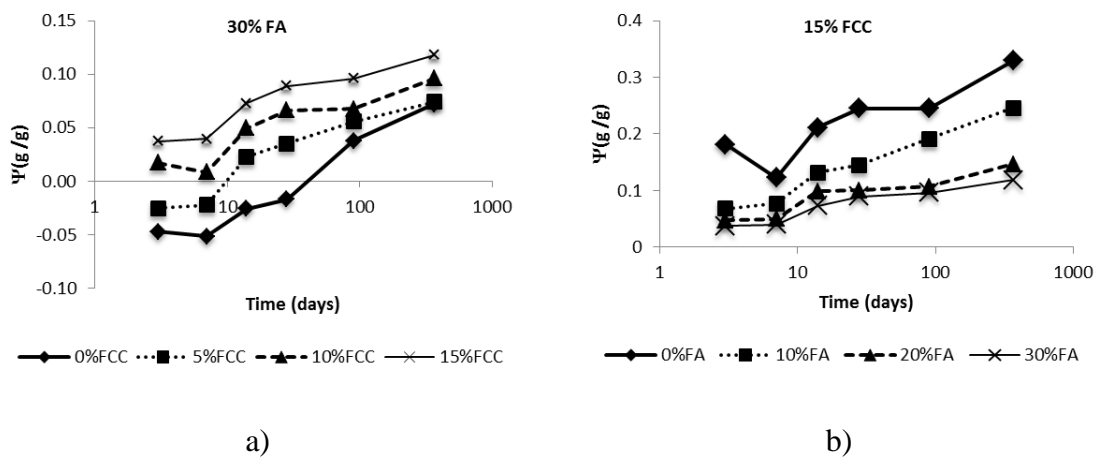 30% FA
Ψ(g /g)
0.15
0.10
0.05
0.00
-0.05
-0.10
1
10
100
1000
Time (days)
0%FCC
5%FCC
10%FCC
15%FCC
a)
15% FCC
Ψ(g /g)
0.4
0.3
0.2
0.1
0
1
10
100
1000
Time (days)
0%FA
10%FA
20%FA
30%FA
b)